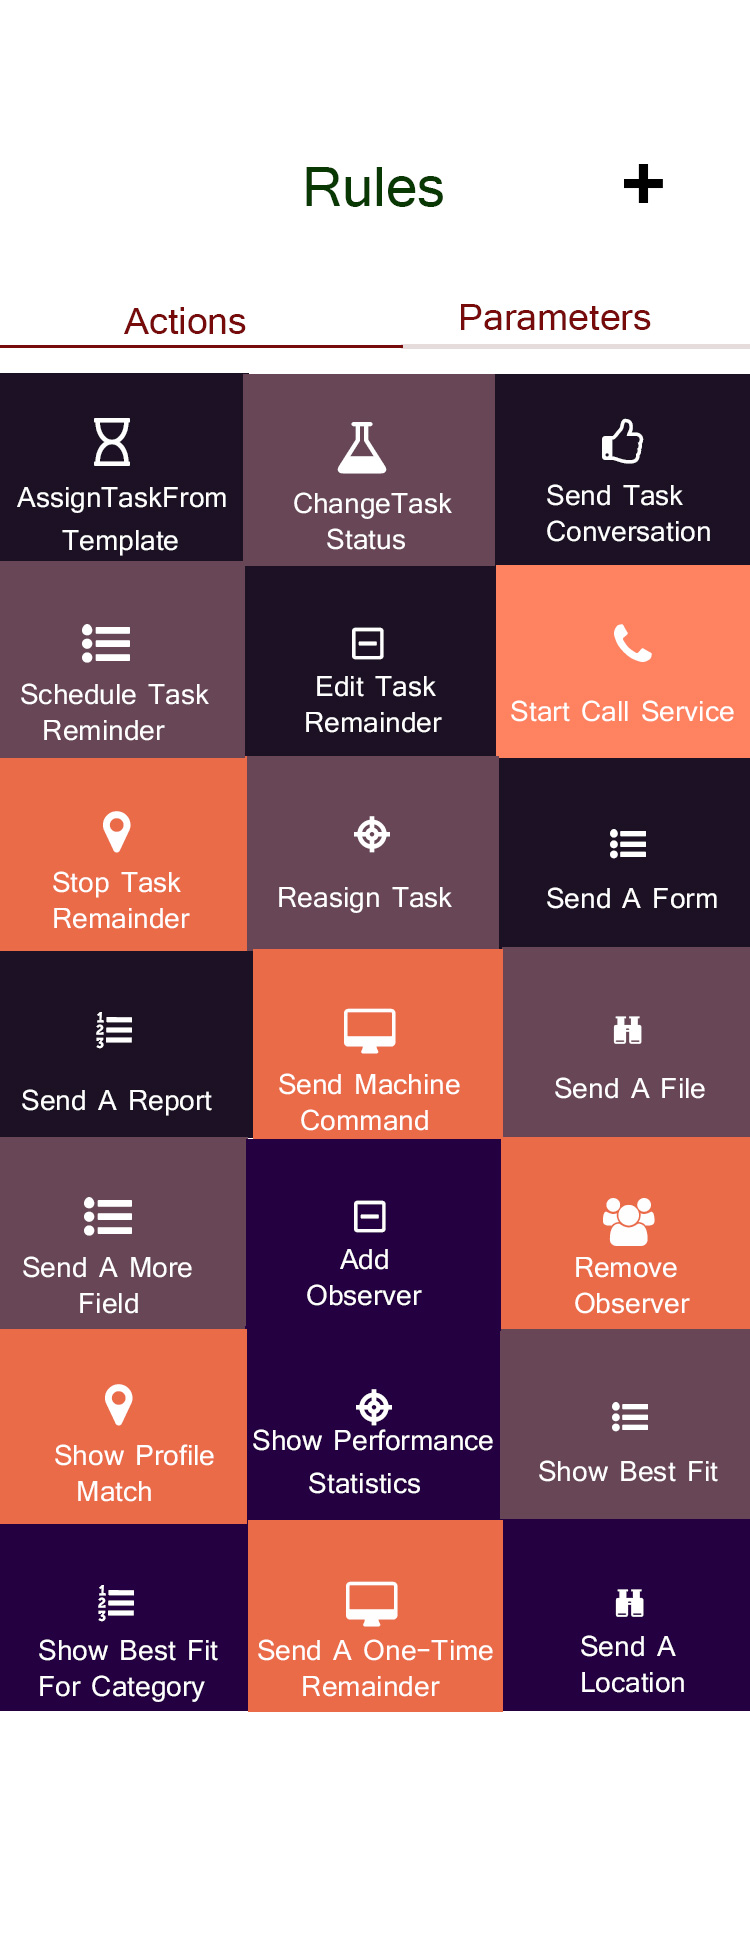 Rules +
Actions
Parameters
AssignTaskFrom
Template
ChangeTask
Status
Send Task
Conversation
Schedule Task
Reminder
Edit Task
Remainder
Start Call Service
Stop Task
Remainder
Reasign Task
Send A Form
Send A Report
Send Machine
Command
Send A File
Send A More
Field
Add
Observer
Remove
Observer
Show Profile
Match
Show Performance
Statistics
Show Best Fit
Show Best Fit
For Category
Send A One-Time
Remainder
Send A
Location